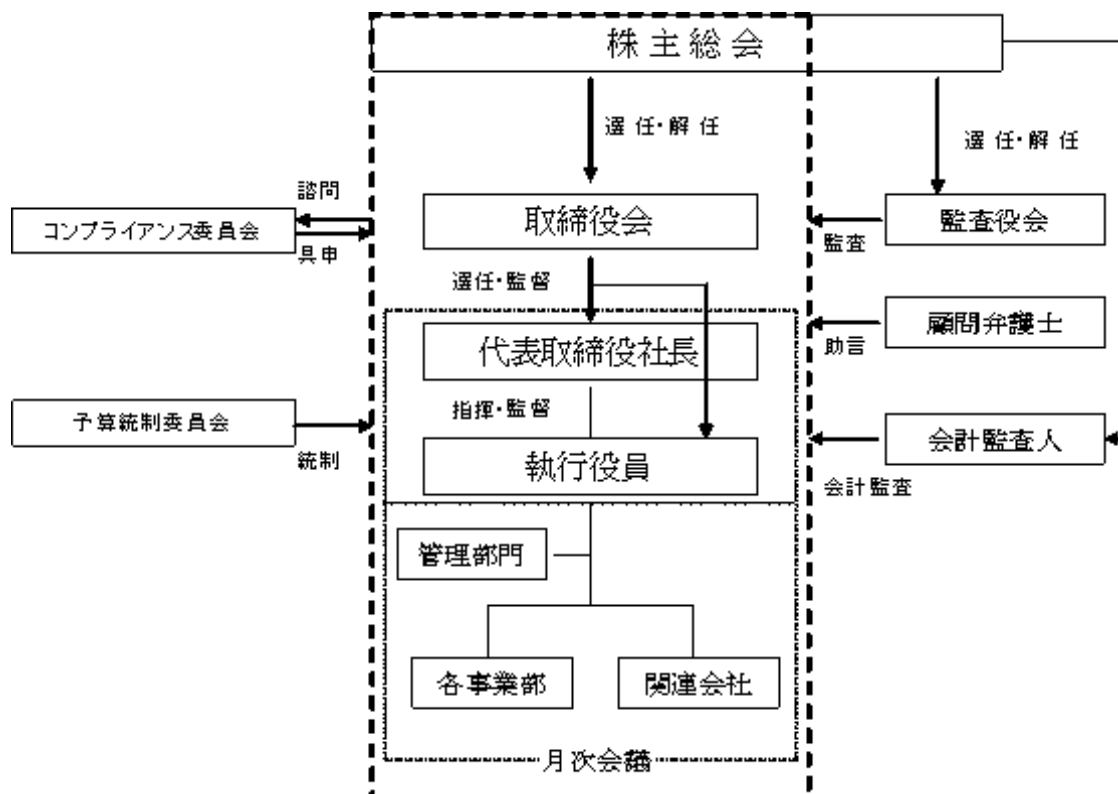 株主総会
選任・解任
選任・解任
諮問
コンプライアンス委員会
具申
取締役会
監査役会
監査
選任・監督
代表取締役社長
顧問弁護士
助言
指揮・監督
予算統制委員会
統制
執行役員
会計監査人
会計監査
管理部門
各事業部
関連会社
月次会議